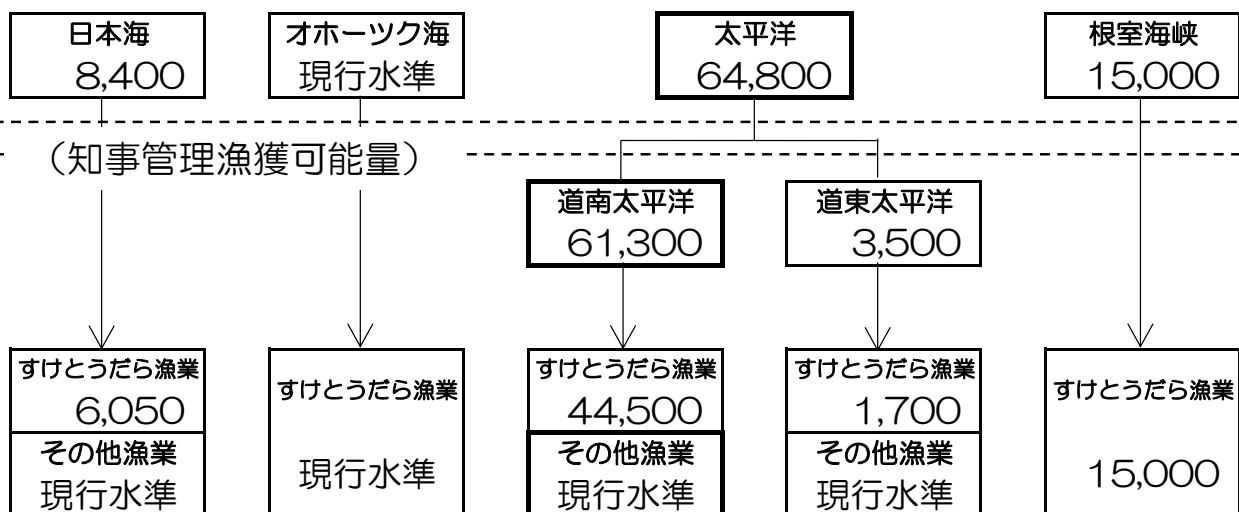 日本海
8,400
オホーツク海
現行水準
太平洋
64,800
根室海峡
15,000
（知事管理漁獲可能量）
道南太平洋
61,300
道東太平洋
3,500
すけとうだら漁業
6,050
その他漁業
現行水準
すけとうだら漁業
現行水準
すけとうだら漁業
44,500
その他漁業
現行水準
すけとうだら漁業
1,700
その他漁業
現行水準
すけとうだら漁業
15,000